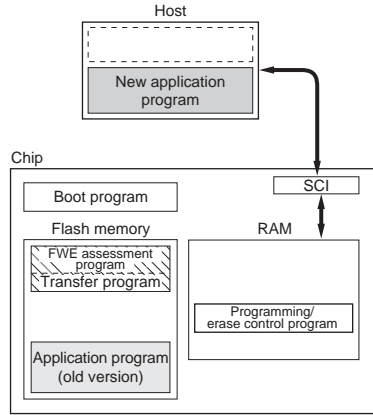 Host
New application
program
Chip
SCI
Boot program
Flash memory
RAM
FWE assessment
program
Transfer program
Programming/
erase control program
Application program
(old version)